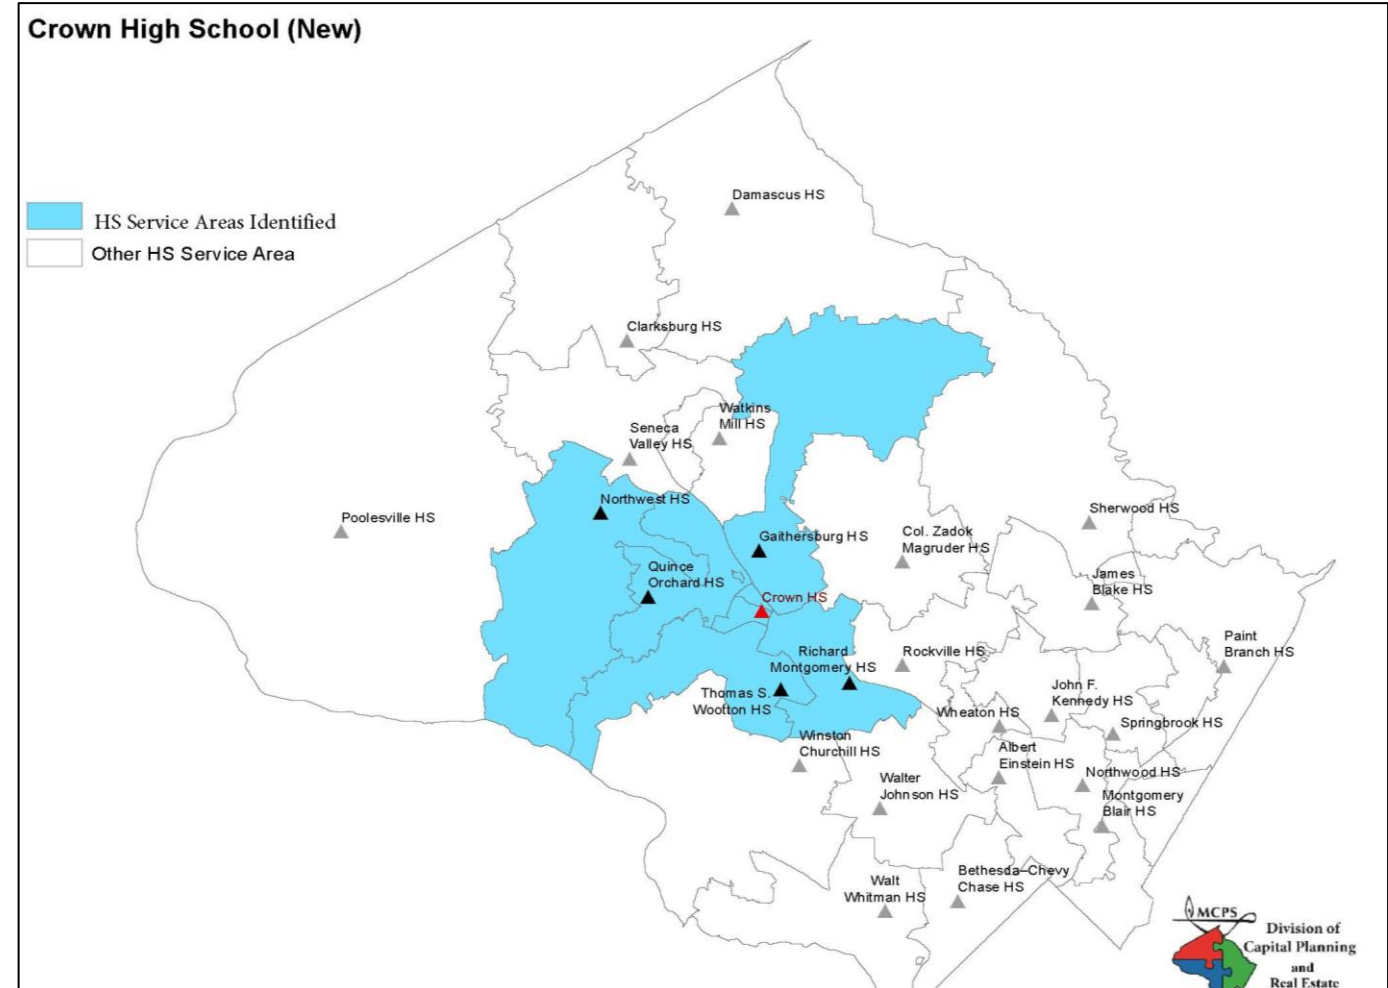 Crown High School (New)
HS Service Areas Identified
Other HS Service Area
Damascus HS
Clarksburg HS
Watkins
Mill HS
Seneca
Valley HS
Northwest HS
Poolesville HS
Sherwood HS
Col. Zadok
Magruder HS
Gaithersburg HS
Quince
Orchard HS
James
Blake HS
Crown HS
Paint
Branch HS
Richard
Montgomery HS
Rockville HS
Thomas S.
Wootton HS
John F.
Kennedy HS
Wheaton HS
Springbrook HS
Winston
Churchill HS
Albert
Einstein HS
Northwood HS
Walter
Johnson HS
Montgomery
Blair HS
Bethesda–Chevy
Chase HS
Walt
Whitman HS
MCPS
Division of
Capital Planning
and
Real Estate